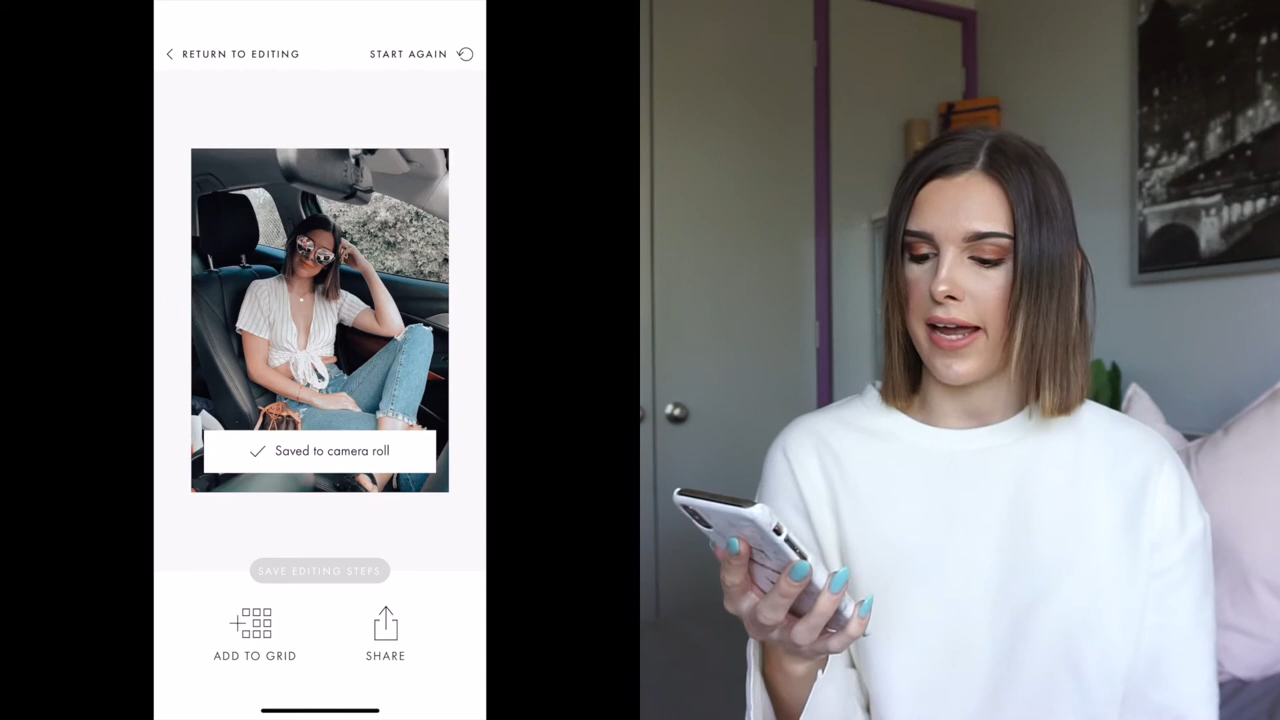 RETURN TO EDITING
START AGAIN
Saved to camera roll
SAVE EDITING STEPS
ADD TO GRID
SHARE